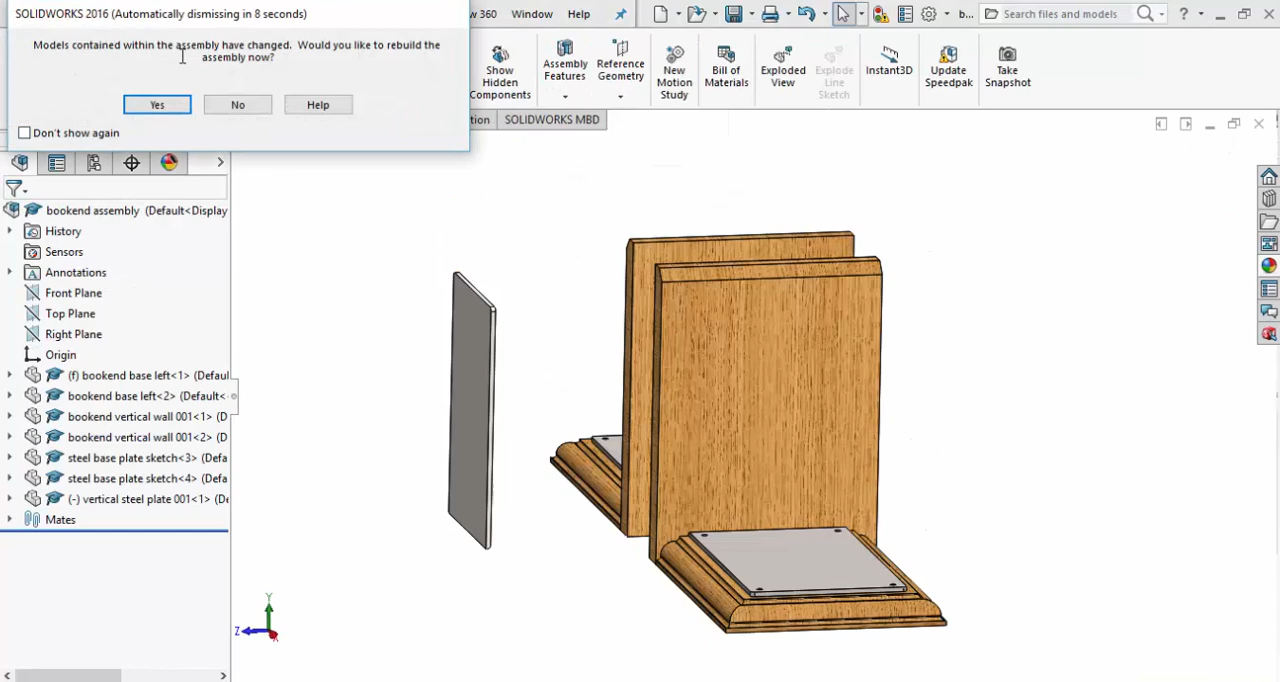 SOLIDWORKS 2016 (Automatically dismissing in 8 seconds)
w 360 Window Help
b...
Search files and models
?
Models contained within the assembly have changed. Would you like to rebuild the
assembly now?
Yes No Help
Don't show again
Show
Hidden
Components
Assembly
Features
Reference
Geometry
New
Motion
Study
Bill of
Materials
Exploded
View
Explode
Line
Sketch
Instant3D
Update
Speedpak
Take
Snapshot
tion SOLIDWORKS MBD
bookend assembly (Default<Display
History
Sensors
Annotations
Front Plane
Top Plane
Right Plane
Origin
(f) bookend base left<1> (Defaul
bookend base left<2> (Default<
bookend vertical wall 001<1> (D
bookend vertical wall 001<2> (D
steel base plate sketch<3> (Defa
steel base plate sketch<4> (Defa
(-) vertical steel plate 001<1> (De
Mates
Y
Z
X